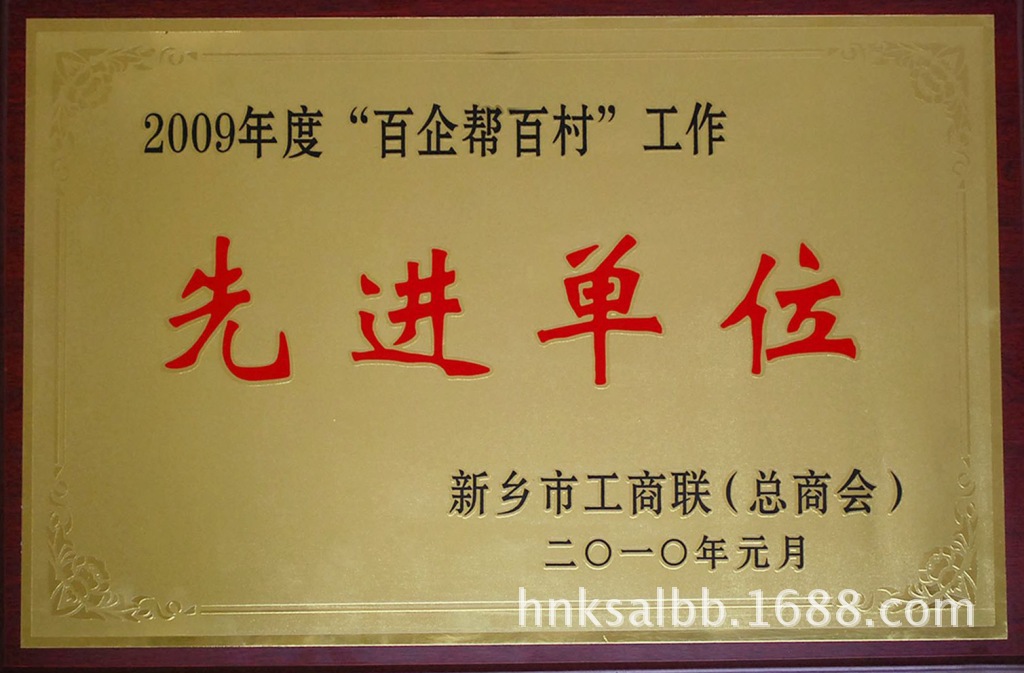 2009年度“百企帮百村”工作
先进单位
新乡市工商联(总商会)
二〇一〇年元月
hnksalbb.1688.com